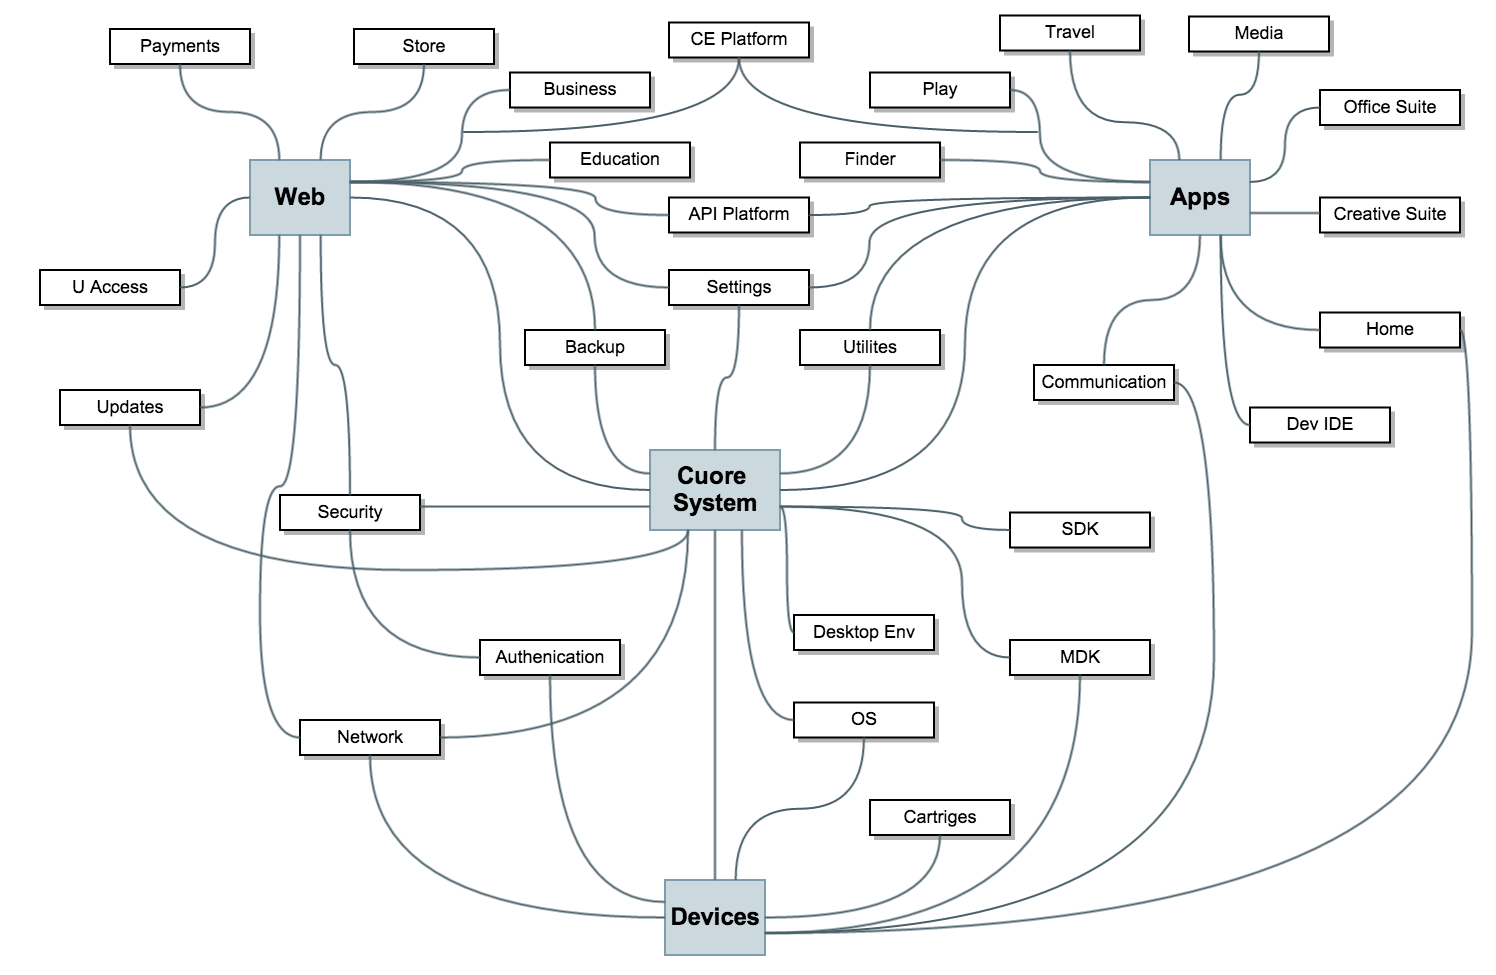 Payments
Store
CE Platform
Travel
Media
Business
Play
Office Suite
Education
Finder
Web
API Platform
Apps
Creative Suite
U Access
Settings
Home
Backup
Utilites
Communication
Updates
Dev IDE
Cuore
System
Security
SDK
Desktop Env
Authenication
MDK
OS
Network
Cartriges
Devices